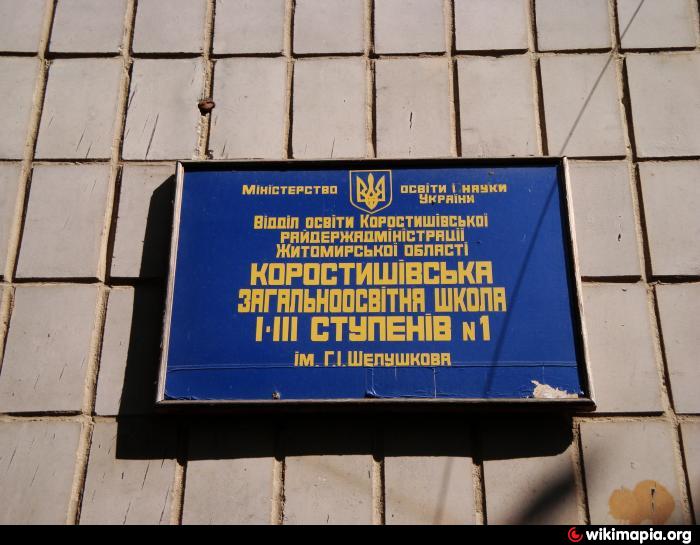 Міністерство освіти і науки
України
Відділ освіти Коростишівської
райдержадміністрації
Житомирської області
Коростишівська
загальноосвітня школа
І-ІІІ ступенів №1
ім. Г.І. Шелушкова
wikimapia.org